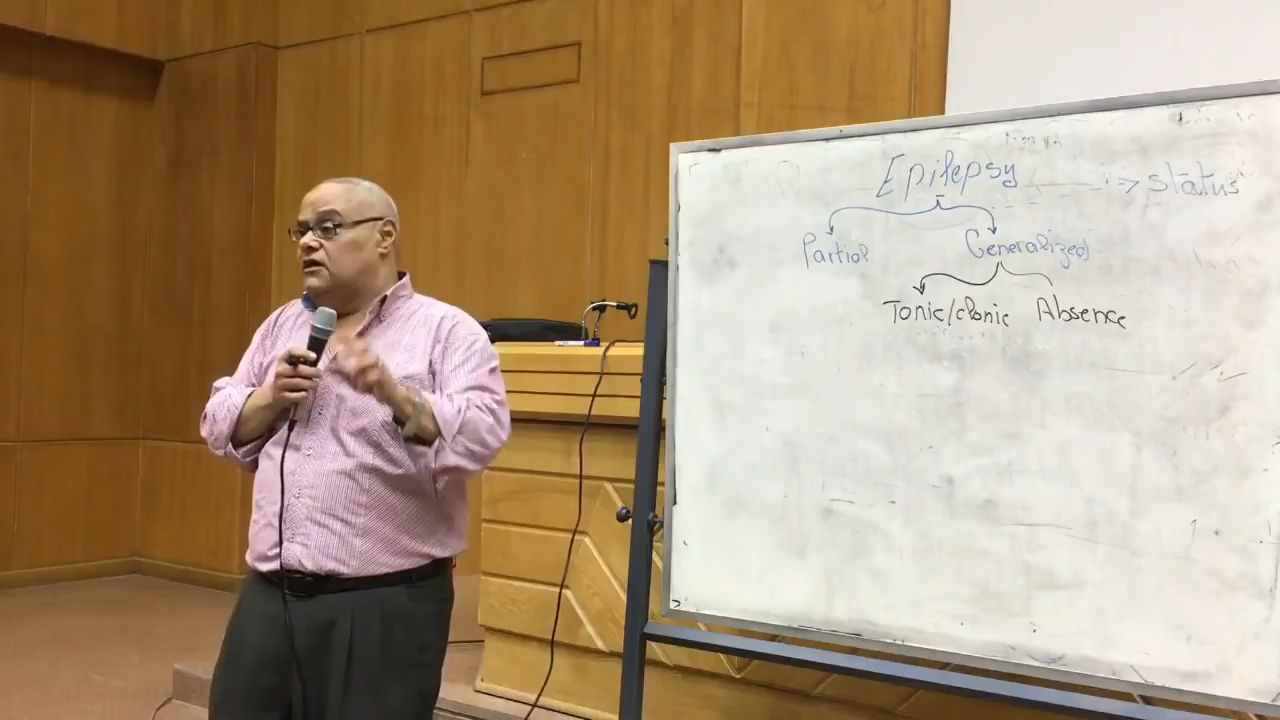 Epilepsy => status
Partial Generalized
Tonic/clonic Absence